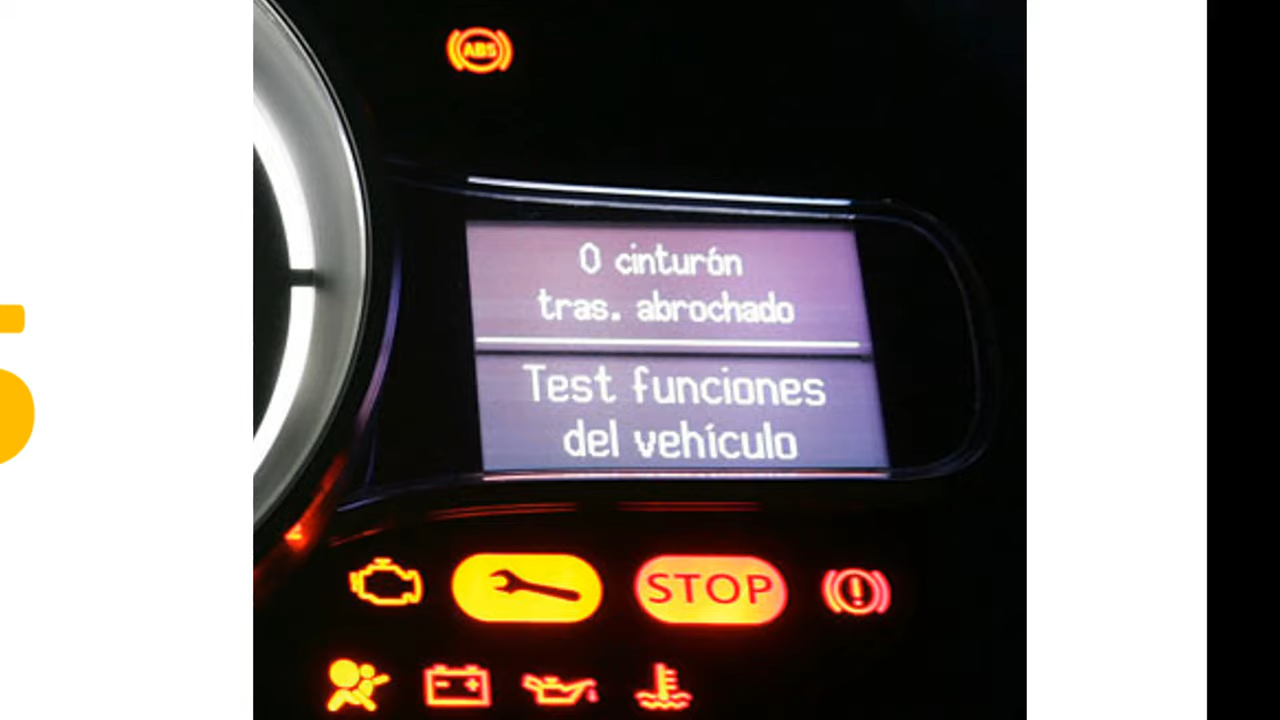 ABS
0 cinturón
tras. abrochado
Test funciones
del vehículo
STOP